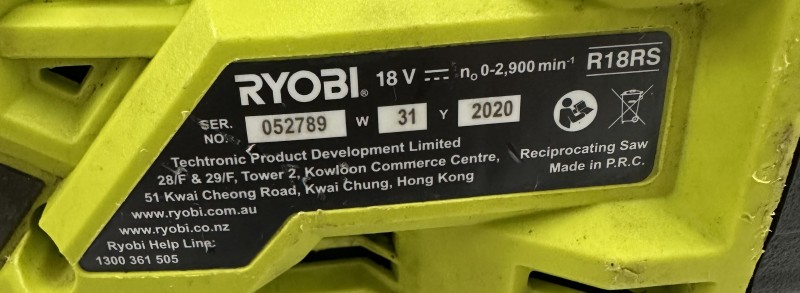 RYOBI® 18 V ⎓ n₀ 0-2,900 min⁻¹ R18RS
SER. NO. 052789 W 31 Y 2020
Techtronic Product Development Limited
28/F & 29/F, Tower 2, Kowloon Commerce Centre,
51 Kwai Cheong Road, Kwai Chung, Hong Kong
www.ryobi.com.au
www.ryobi.co.nz
Ryobi Help Line:
1300 361 505
Reciprocating Saw
Made in P.R.C.